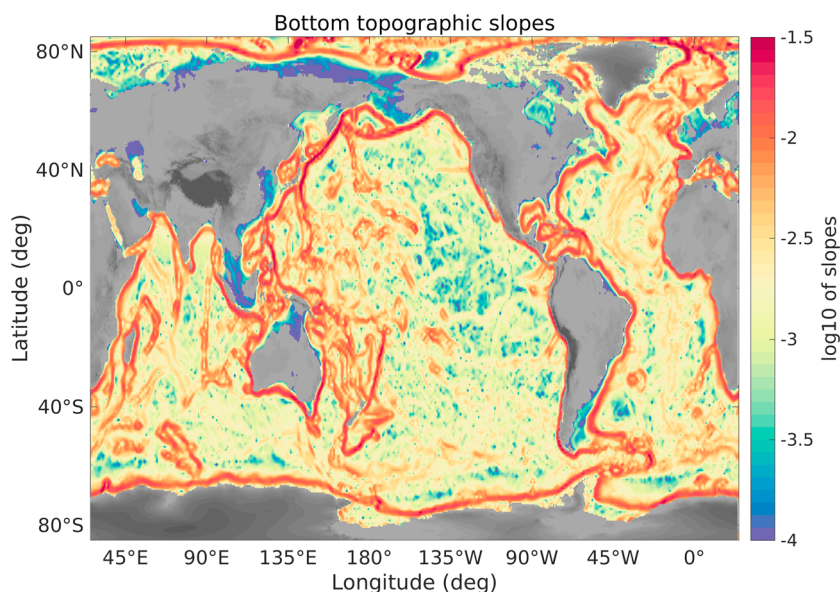 Bottom topographic slopes
80°N
40°N
0°
40°S
80°S
Latitude (deg)
45°E 90°E 135°E 180° 135°W 90°W 45°W 0°
Longitude (deg)
-1.5
-2
-2.5
-3
-3.5
-4
log10 of slopes